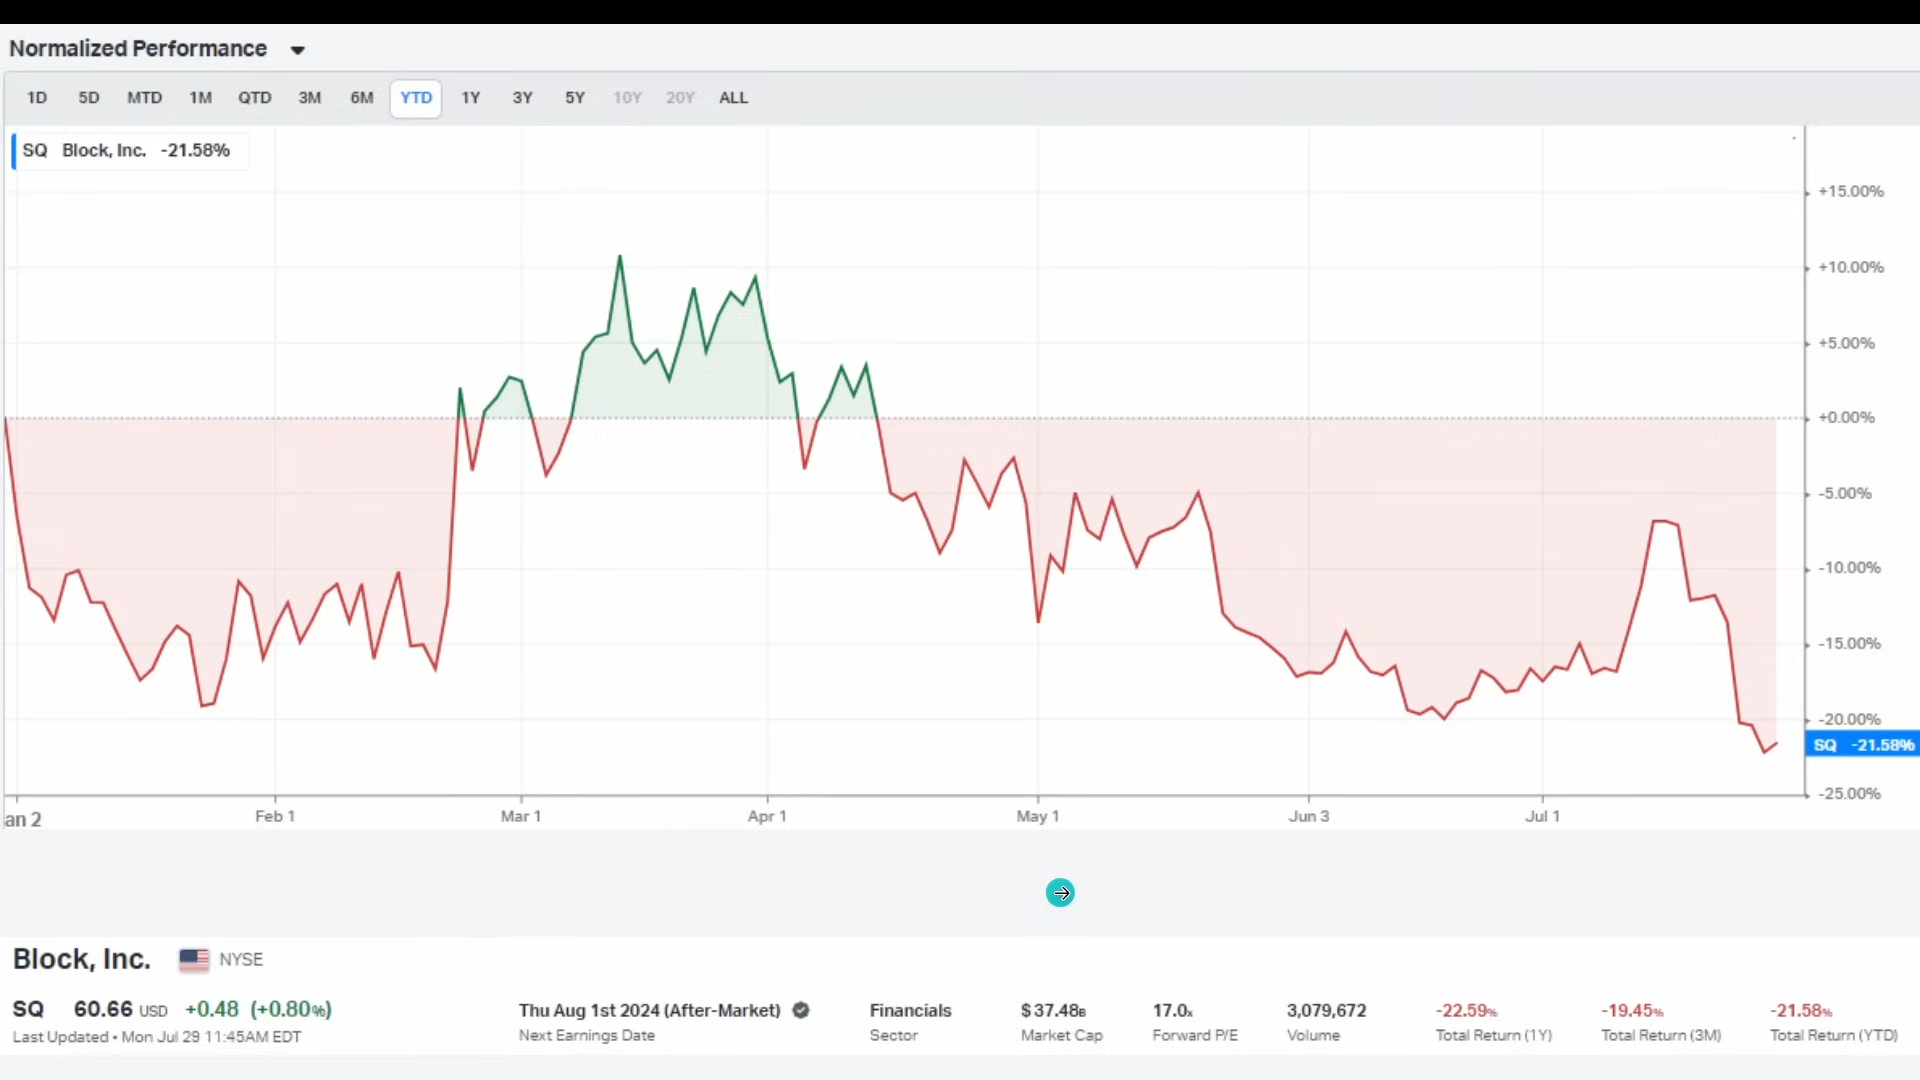 Normalized Performance
1D 5D MTD 1M QTD 3M 6M YTD 1Y 3Y 5Y 10Y 20Y ALL
SQ Block, Inc. -21.58%
+15.00%
+10.00%
+5.00%
+0.00%
-5.00%
-10.00%
-15.00%
-20.00%
SQ -21.58%
-25.00%
an 2 Feb 1 Mar 1 Apr 1 May 1 Jun 3 Jul 1
Block, Inc. NYSE
SQ 60.66 USD +0.48 (+0.80%) Thu Aug 1st 2024 (After-Market) Financials $37.48B 17.0x 3,079,672 -22.59% -19.45% -21.58%
Last Updated • Mon Jul 29 11:45AM EDT Next Earnings Date Sector Market Cap Forward P/E Volume Total Return (1Y) Total Return (3M) Total Return (YTD)